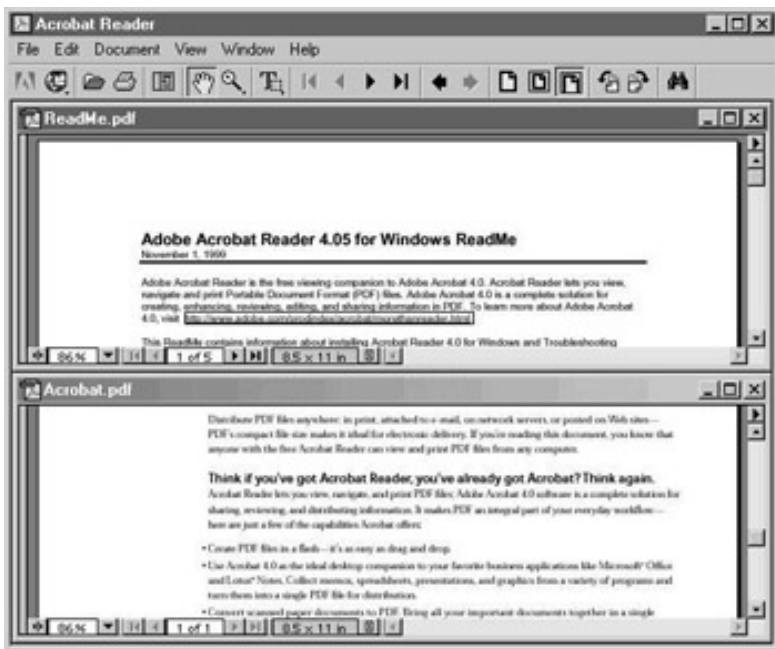 Acrobat Reader
File Edit Document View Window Help
ReadMe.pdf
Adobe Acrobat Reader 4.05 for Windows ReadMe
November 1, 1999
Adobe Acrobat Reader is the free viewing companion to Adobe Acrobat 4.0. Acrobat Reader lets you view,
navigate and print Portable Document Format (PDF) files. Adobe Acrobat 4.0 is a complete solution for
creating, enhancing, reviewing, editing, and sharing information in PDF. To learn more about Adobe Acrobat
4.0, visit http://www.adobe.com/prodindex/acrobat/morethanreader.html.
This ReadMe contains information about installing Acrobat Reader 4.0 for Windows and Troubleshooting
86% 1 of 5 8.5 x 11 in
Acrobat.pdf
Distribute PDF files anywhere: in print, attached to e-mail, on network servers, or posted on Web sites—
PDF's compact file size makes it ideal for electronic delivery. If you're reading this document, you know that
anyone with the free Acrobat Reader can view and print PDF files from any computer.
Think if you've got Acrobat Reader, you've already got Acrobat? Think again.
Acrobat Reader lets you view, navigate, and print PDF files; Adobe Acrobat 4.0 software is a complete solution for
sharing, reviewing, and distributing information. It makes PDF an integral part of your everyday workflow—
here are just a few of the capabilities Acrobat offers:
• Create PDF files in a flash—it's as easy as drag and drop.
• Use Acrobat 4.0 as the ideal desktop companion to your favorite business applications like Microsoft® Office
and Lotus® Notes. Collect memos, spreadsheets, presentations, and graphics from a variety of programs and
turn them into a single PDF file for distribution.
• Convert scanned paper documents to PDF. Bring all your important documents together in a single
86% 1 of 1 8.5 x 11 in